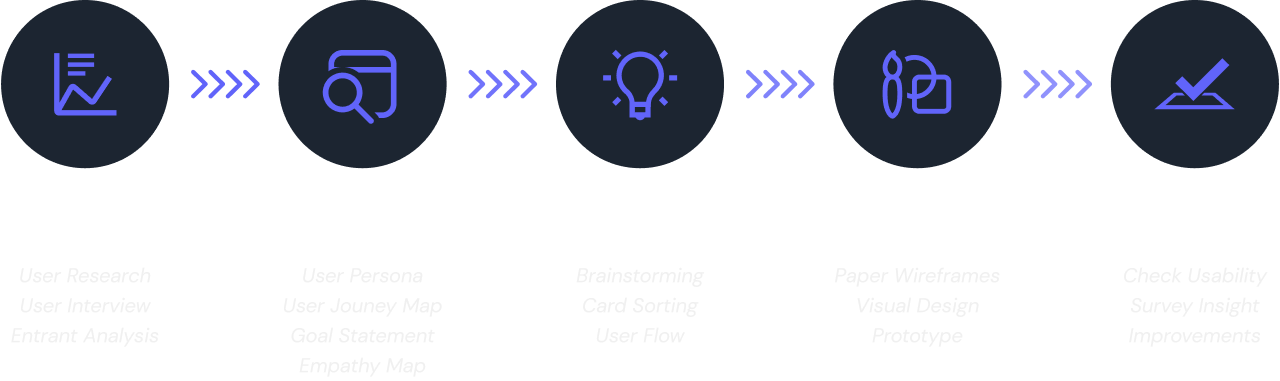 User Research
User Interview
Entrant Analysis
User Persona
User Jouney Map
Goal Statement
Empathy Map
Brainstorming
Card Sorting
User Flow
Paper Wireframes
Visual Design
Prototype
Check Usability
Survey Insight
Improvements